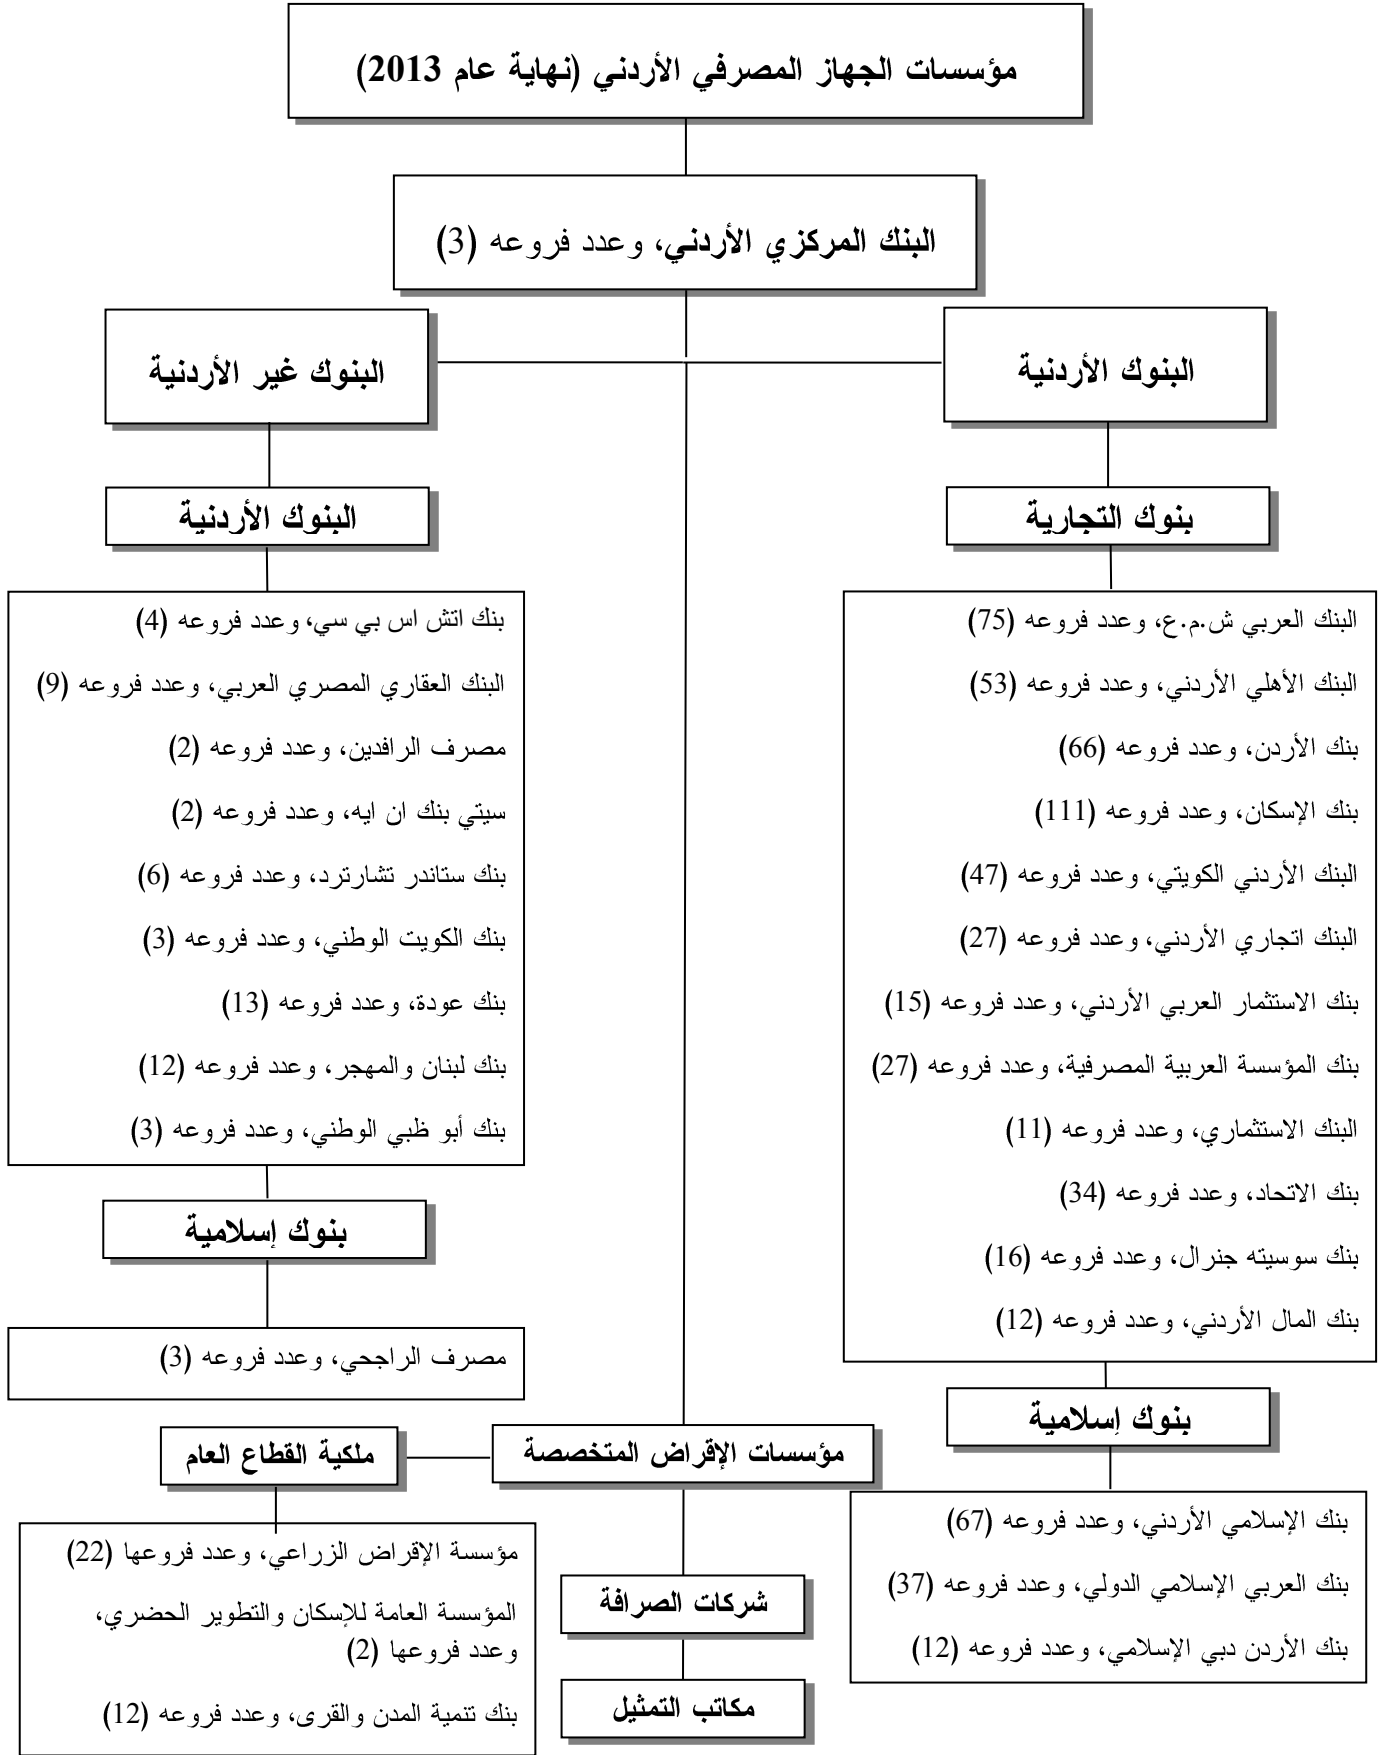 مؤسسات الجهاز المصرفي الأردني (نهاية عام 2013)
البنك المركزي الأردني، وعدد فروعه (3)
البنوك الأردنية
بنوك التجارية
البنك العربي ش.م.ع، وعدد فروعه (75)
البنك الأهلي الأردني، وعدد فروعه (53)
بنك الأردن، وعدد فروعه (66)
بنك الإسكان، وعدد فروعه (111)
البنك الأردني الكويتي، وعدد فروعه (47)
البنك اتجاري الأردني، وعدد فروعه (27)
بنك الاستثمار العربي الأردني، وعدد فروعه (15)
بنك المؤسسة العربية المصرفية، وعدد فروعه (27)
البنك الاستثماري، وعدد فروعه (11)
بنك الاتحاد، وعدد فروعه (34)
بنك سوسيته جنرال، وعدد فروعه (16)
بنك المال الأردني، وعدد فروعه (12)
بنوك إسلامية
بنك الإسلامي الأردني، وعدد فروعه (67)
بنك العربي الإسلامي الدولي، وعدد فروعه (37)
بنك الأردن دبي الإسلامي، وعدد فروعه (12)
البنوك غير الأردنية
البنوك الأردنية
بنك اتش اس بي سي، وعدد فروعه (4)
البنك العقاري المصري العربي، وعدد فروعه (9)
مصرف الرافدين، وعدد فروعه (2)
سيتي بنك ان ايه، وعدد فروعه (2)
بنك ستاندر تشارترد، وعدد فروعه (6)
بنك الكويت الوطني، وعدد فروعه (3)
بنك عودة، وعدد فروعه (13)
بنك لبنان والمهجر، وعدد فروعه (12)
بنك أبو ظبي الوطني، وعدد فروعه (3)
بنوك إسلامية
مصرف الراجحي، وعدد فروعه (3)
مؤسسات الإقراض المتخصصة
ملكية القطاع العام
مؤسسة الإقراض الزراعي، وعدد فروعها (22)
المؤسسة العامة للإسكان والتطوير الحضري،
وعدد فروعها (2)
بنك تنمية المدن والقرى، وعدد فروعه (12)
شركات الصرافة
مكاتب التمثيل